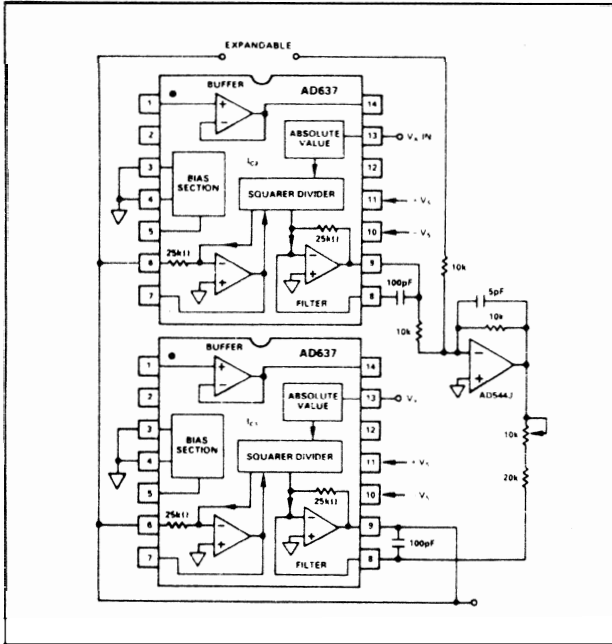 EXPANDABLE
BUFFER
AD637
1
14
ABSOLUTE
VALUE
2
13
3
12
BIAS
SECTION
SQUARER DIVIDER
4
11
5
10
25kΩ
25kΩ
6
9
7
8
FILTER
100pF
10k
10k
5pF
10k
AD544J
10k
20k
BUFFER
AD637
1
14
ABSOLUTE
VALUE
2
13
3
12
BIAS
SECTION
SQUARER DIVIDER
4
11
5
10
25kΩ
25kΩ
6
9
7
8
FILTER
100pF